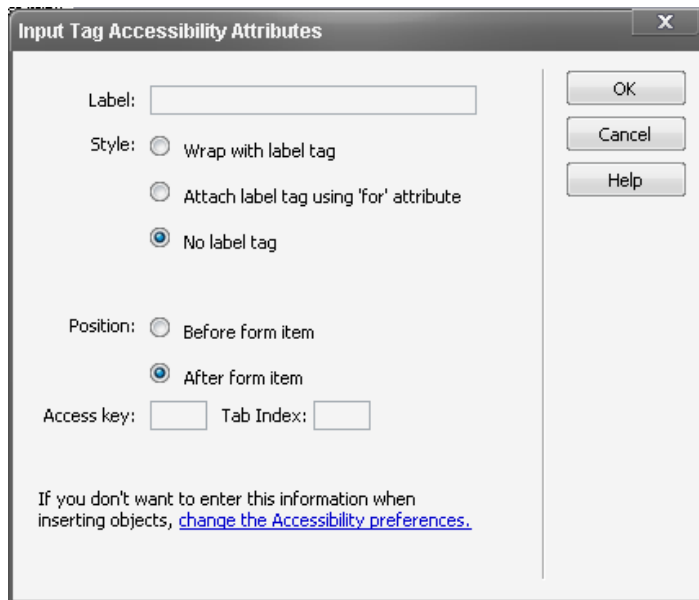 Input Tag Accessibility Attributes
X
Label:
OK
Style:
Wrap with label tag
Cancel
Attach label tag using 'for' attribute
Help
No label tag
Position:
Before form item
After form item
Access key:
Tab Index:
If you don't want to enter this information when
inserting objects, change the Accessibility preferences.